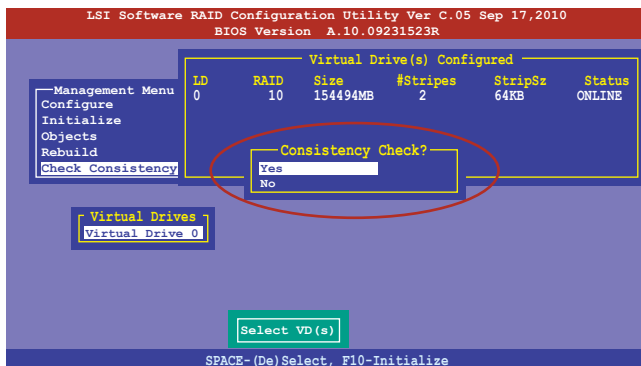 LSI Software RAID Configuration Utility Ver C.05 Sep 17,2010
BIOS Version A.10.09231523R
Virtual Drive(s) Configured
LD RAID Size #Stripes StripSz Status
0 10 154494MB 2 64KB ONLINE
Management Menu
Configure
Initialize
Objects
Rebuild
Check Consistency
Consistency Check?
Yes
No
Virtual Drives
Virtual Drive 0
Select VD(s)
SPACE-(De)Select, F10-Initialize